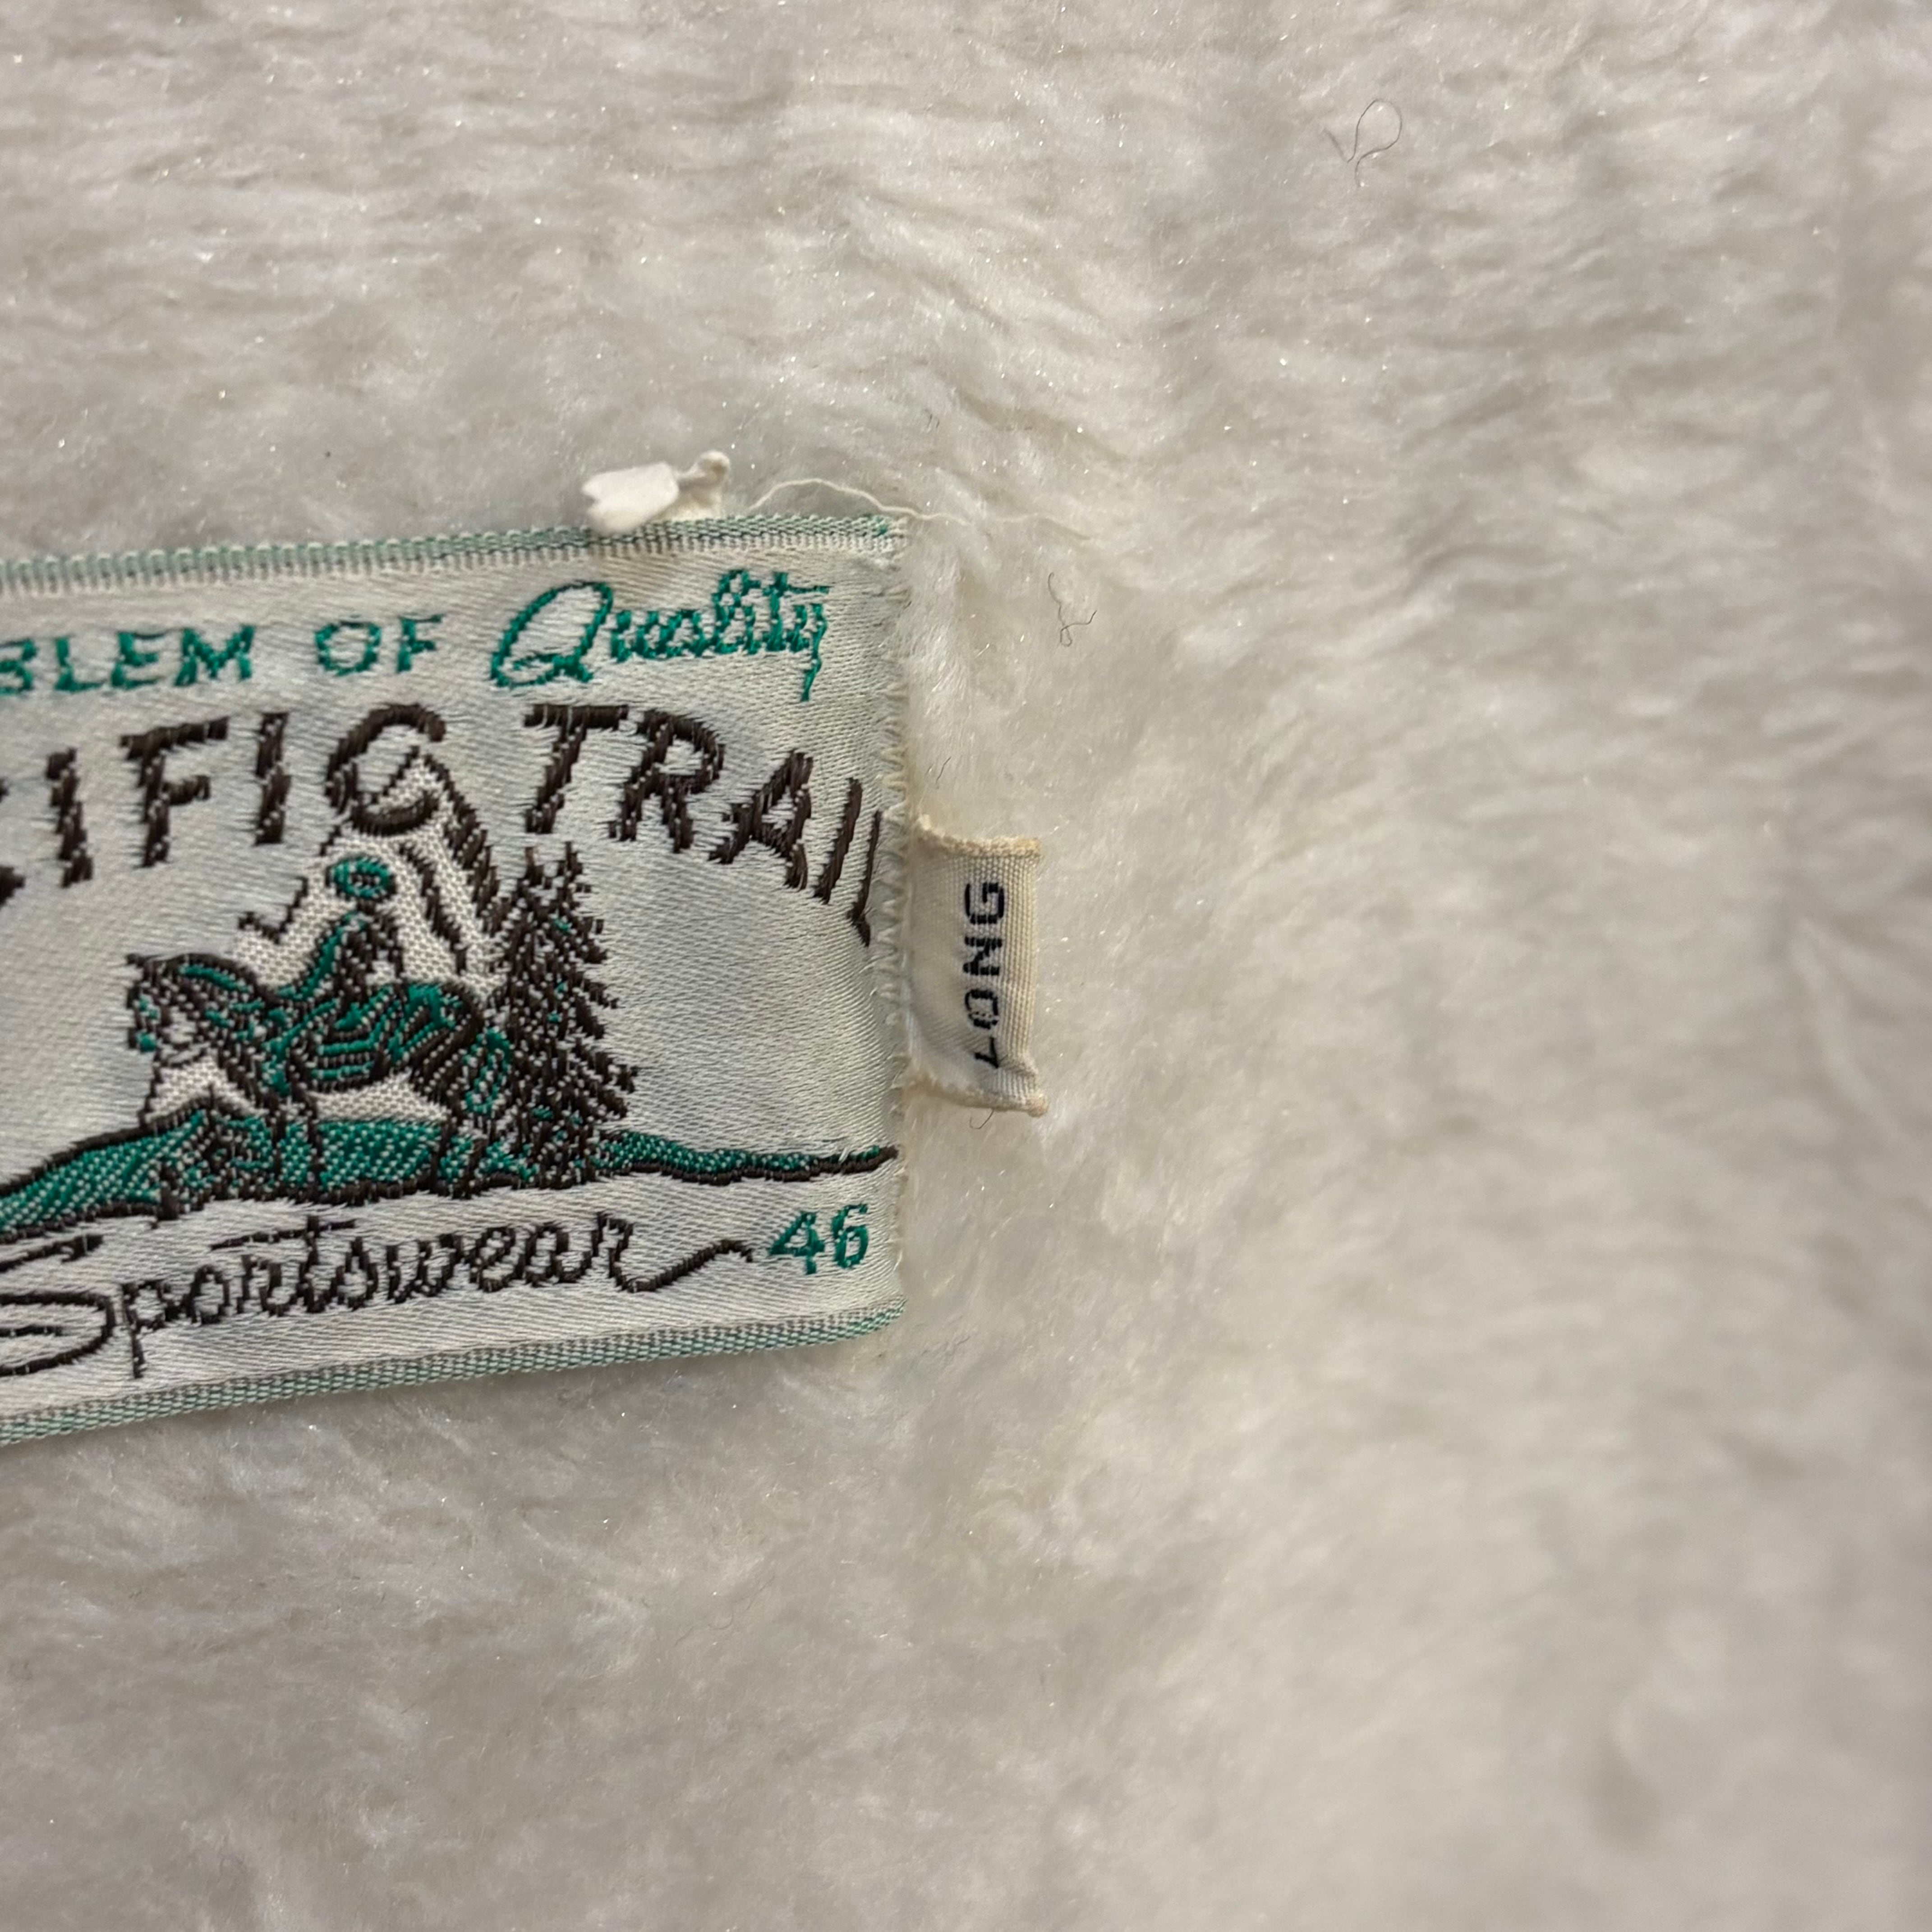 BLEM OF Quality
CIFIC TRAIL
Sportswear 46
LONG